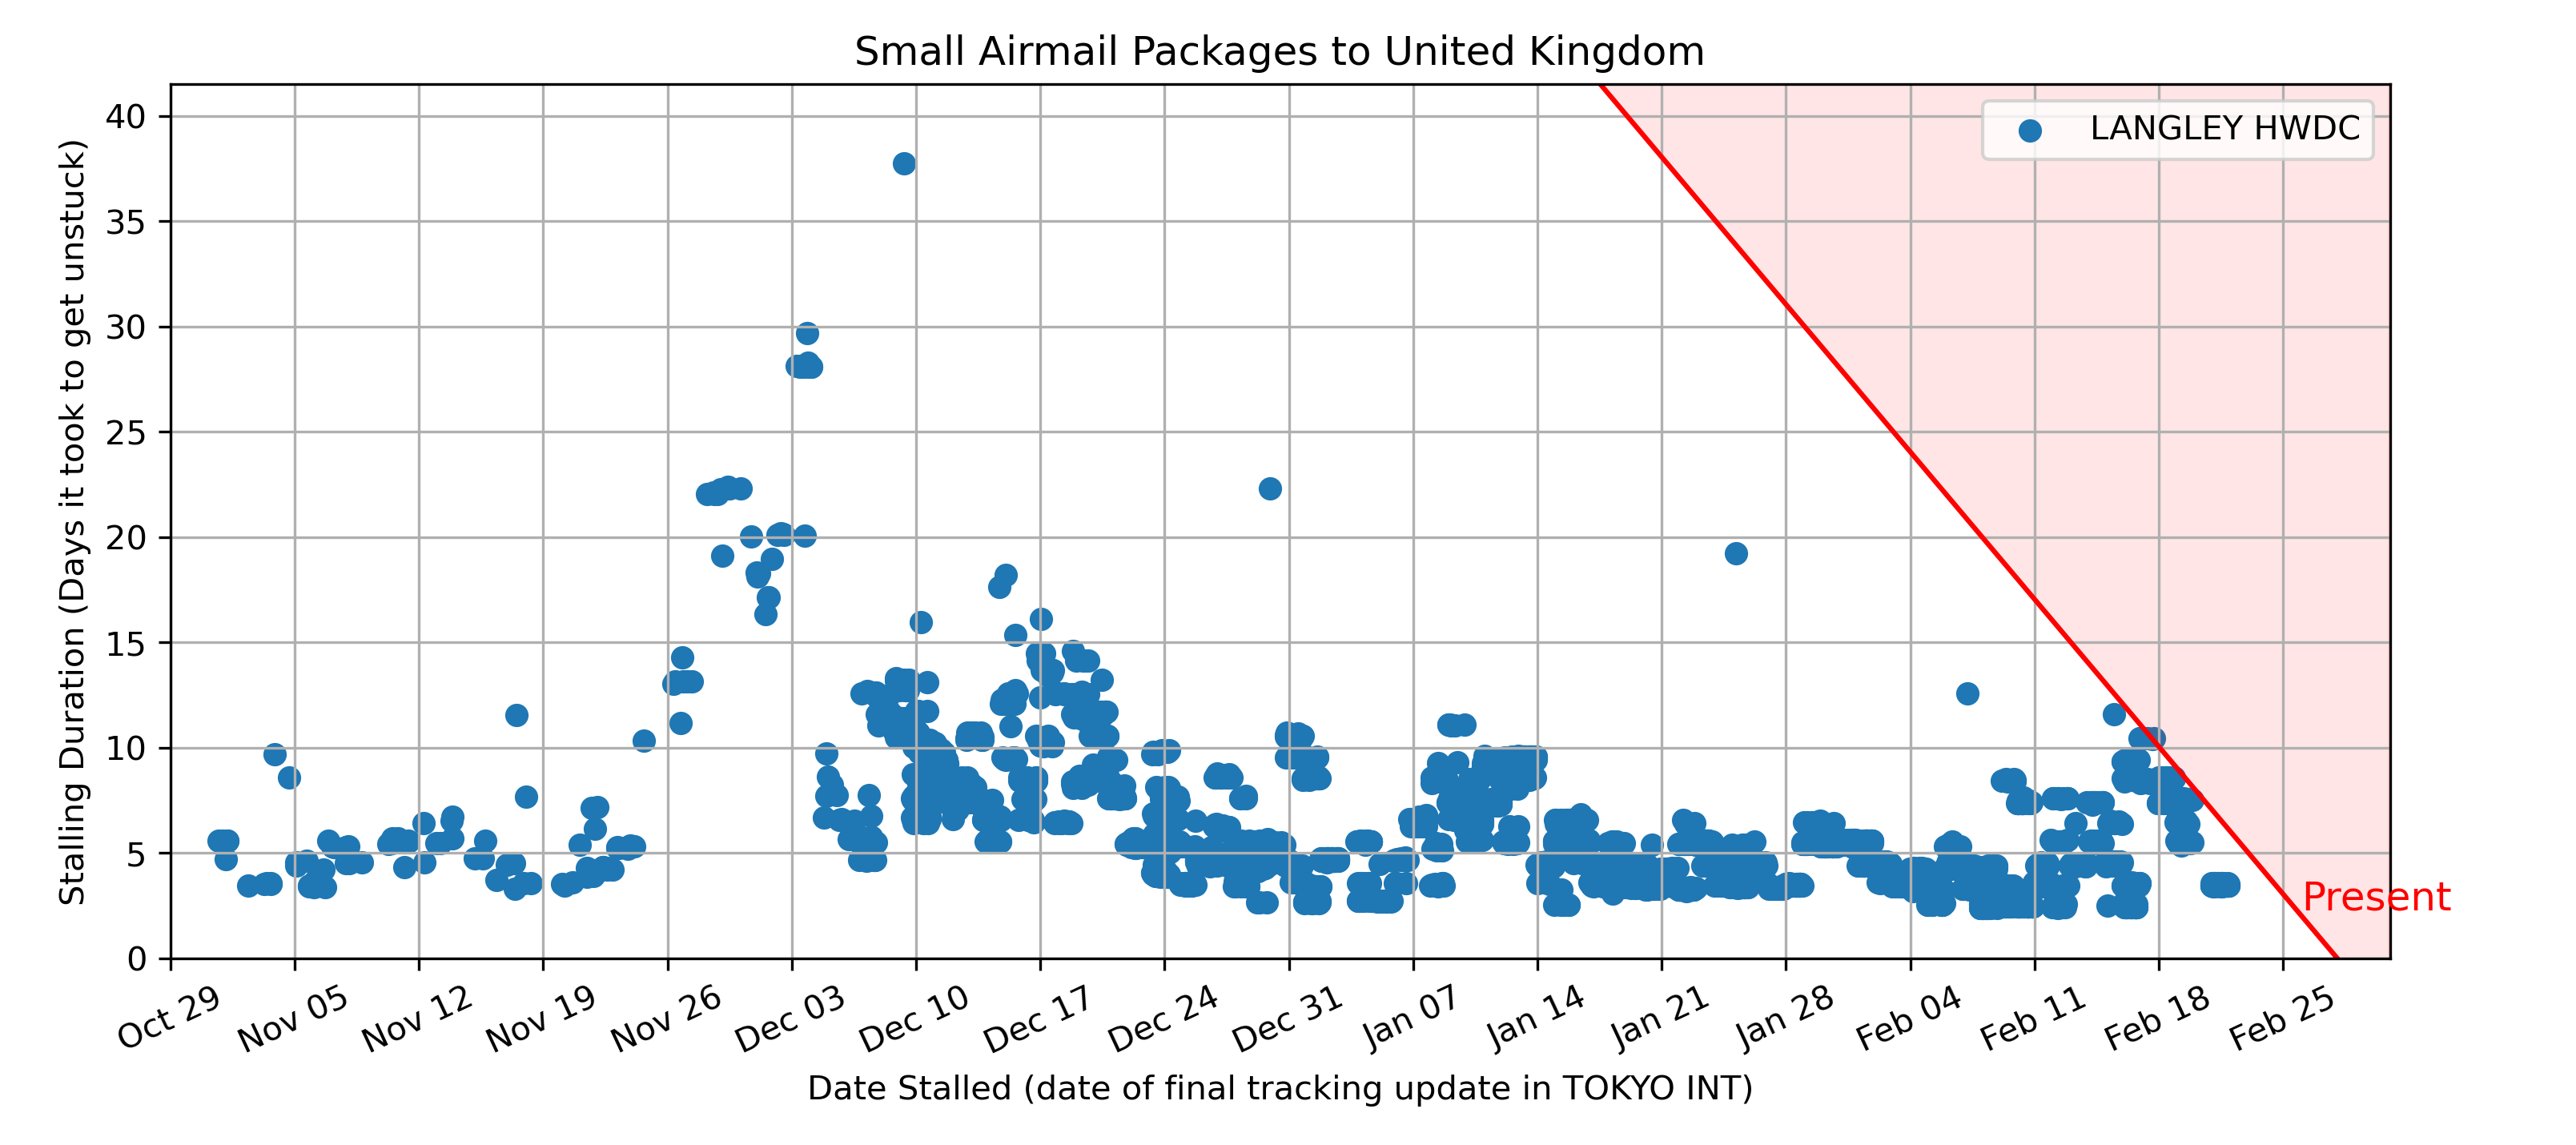 Small Airmail Packages to United Kingdom
Stalling Duration (Days it took to get unstuck)
40
35
30
25
20
15
10
5
0
LANGLEY HWDC
Present
Oct 29 Nov 05 Nov 12 Nov 19 Nov 26 Dec 03 Dec 10 Dec 17 Dec 24 Dec 31 Jan 07 Jan 14 Jan 21 Jan 28 Feb 04 Feb 11 Feb 18 Feb 25
Date Stalled (date of final tracking update in TOKYO INT)